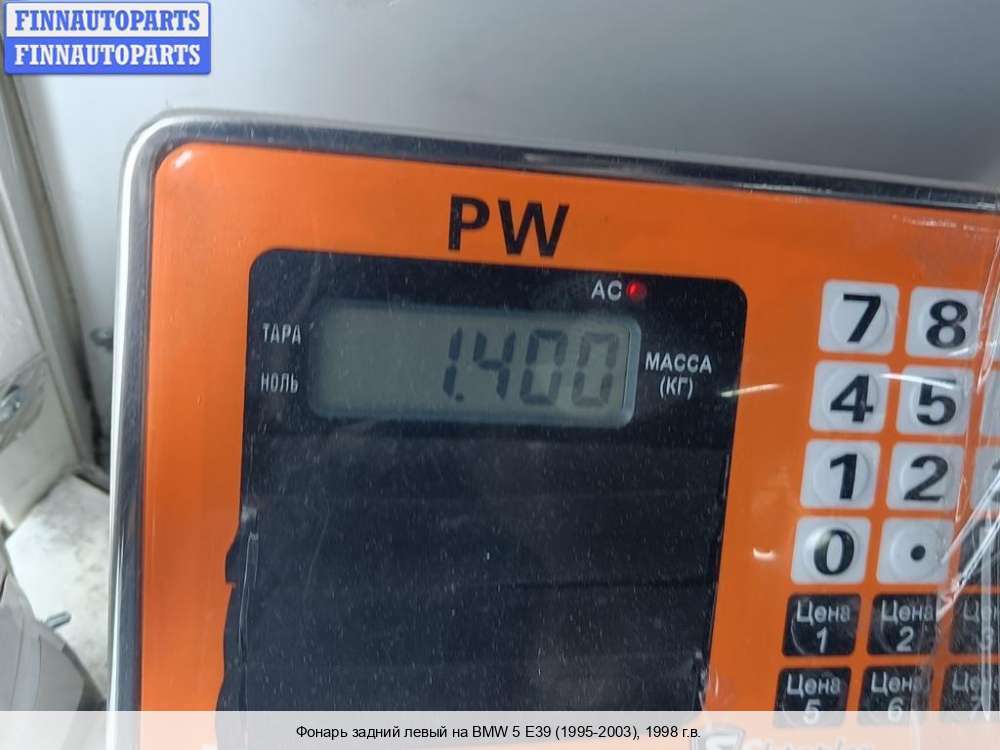 FINNAUTOPARTS
FINNAUTOPARTS
PW
AC
ТАРА
НОЛЬ
1.400
МАССА
(КГ)
7 8
4 5
1 2
0 .
Цена 1
Цена 2
Цена 5
Цена 6
Фонарь задний левый на BMW 5 E39 (1995-2003), 1998 г.в.